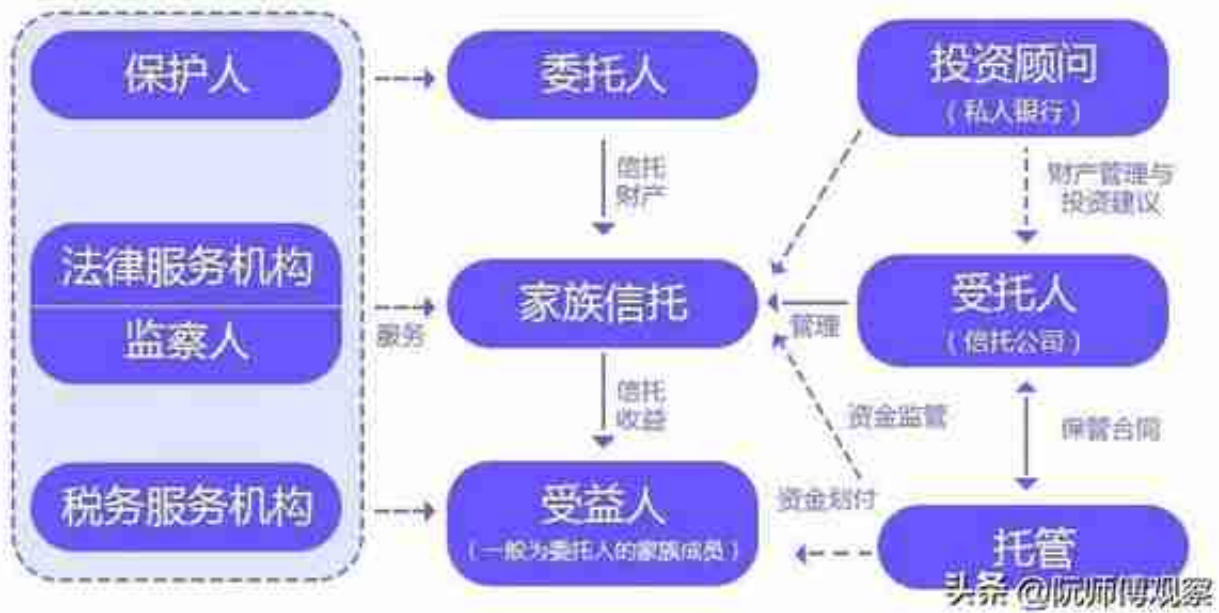 保护人
委托人
投资顾问
（私人银行）
信托
财产
财产管理与
投资建议
法律服务机构
监察人
服务
家族信托
管理
受托人
（信托公司）
信托
收益
资金监管
保管合同
税务服务机构
受益人
（一般为委托人的家族成员）
资金划付
托管
头条 @阮师傅观察